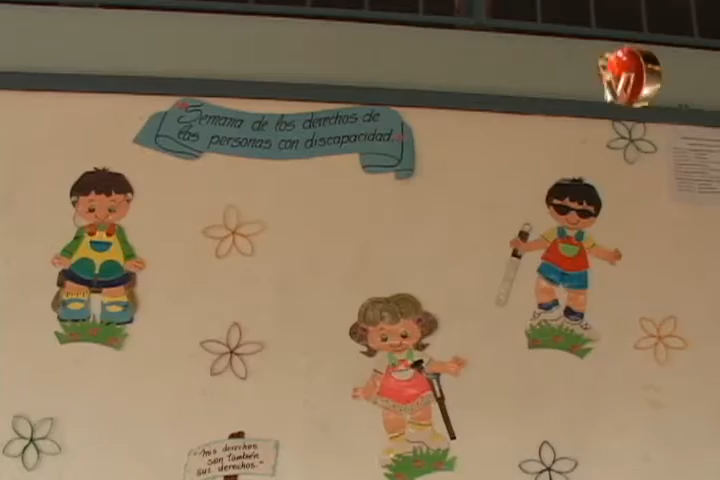 Semana de los derechos de
las personas con discapacidad.
"mis derechos
son también
sus derechos."